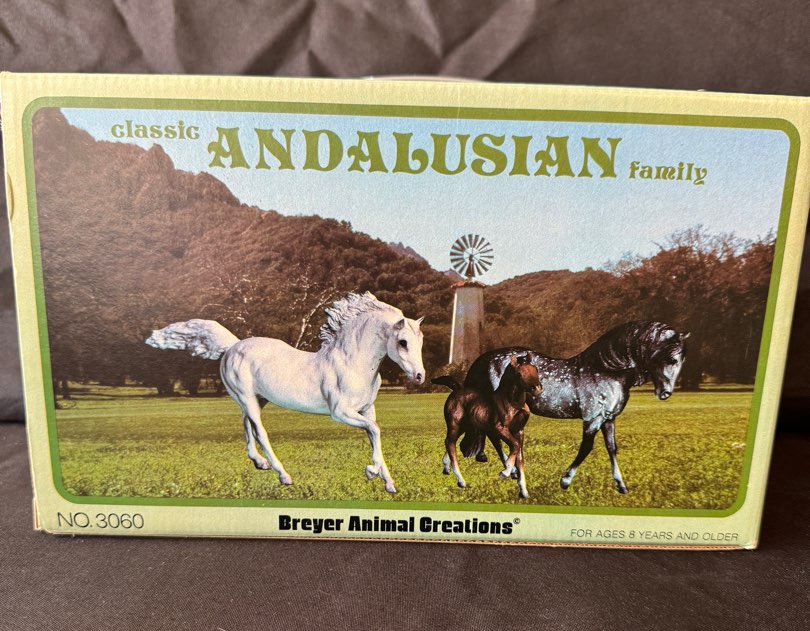 classic ANDALUSIAN family
NO. 3060
Breyer Animal Creations©
FOR AGES 8 YEARS AND OLDER